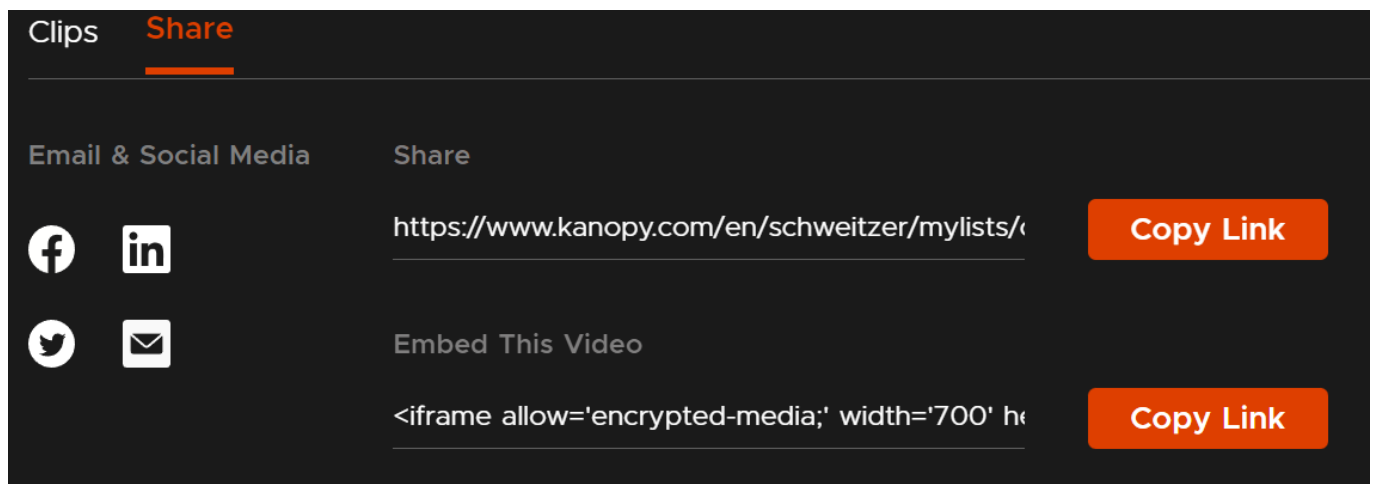 Clips Share
Email & Social Media
Share
https://www.kanopy.com/en/schweitzer/mylists/
Copy Link
Embed This Video
<iframe allow='encrypted-media;' width='700' h
Copy Link